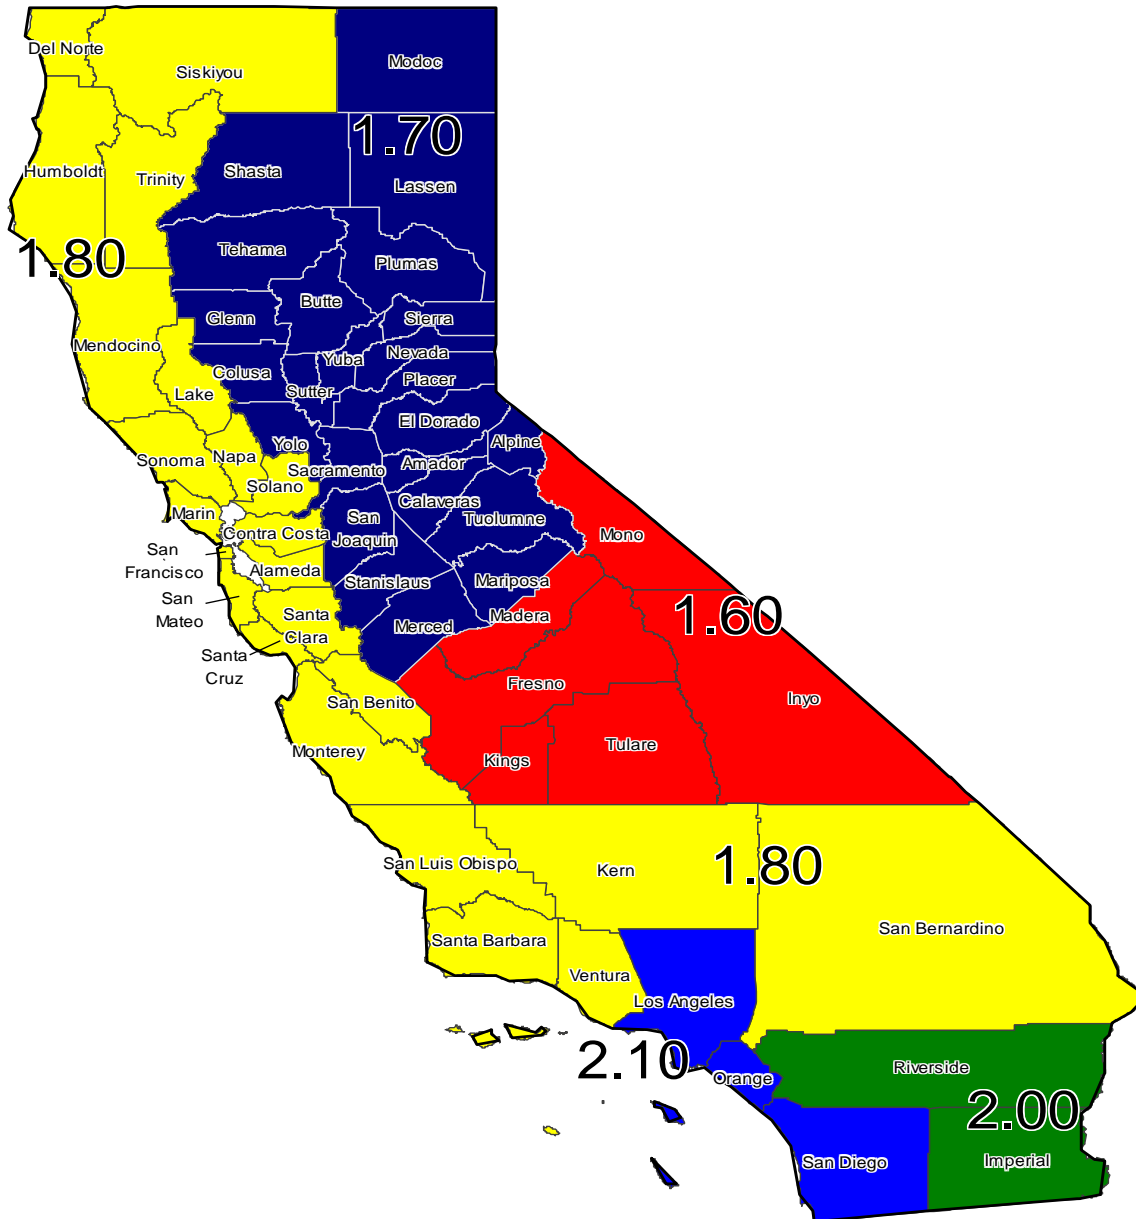 Del Norte
Siskiyou
Modoc
1.70
Humboldt
Trinity
Shasta
Lassen
1.80
Tehama
Plumas
Butte
Glenn
Sierra
Mendocino
Yuba
Nevada
Colusa
Placer
Lake
Sutter
El Dorado
Yolo
Alpine
Sonoma
Napa
Sacramento
Amador
Solano
Calaveras
Marin
San
Joaquin
Tuolumne
Contra Costa
Mono
San
Francisco
Alameda
Stanislaus
Mariposa
San
Mateo
Santa
Clara
Madera
1.60
Merced
Santa
Cruz
Fresno
Inyo
San Benito
Monterey
Kings
Tulare
San Luis Obispo
Kern
1.80
San Bernardino
Santa Barbara
Ventura
Los Angeles
2.10
Orange
Riverside
2.00
San Diego
Imperial